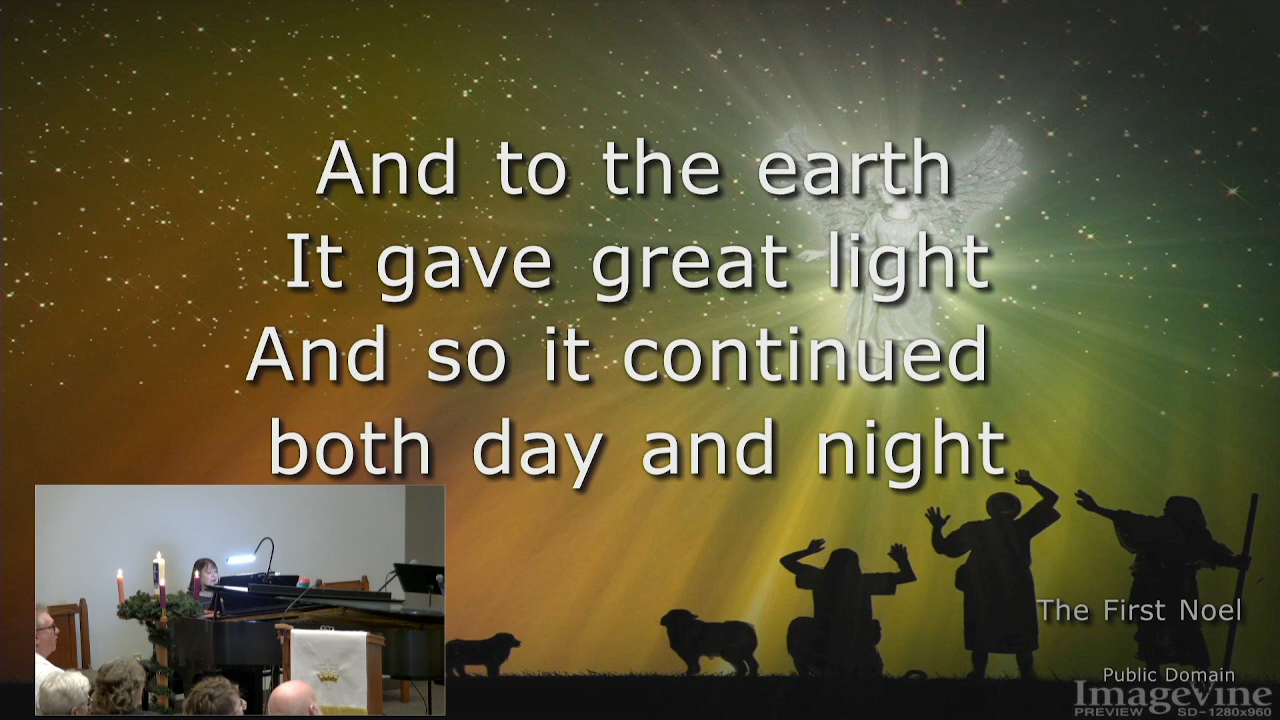 And to the earth
It gave great light
And so it continued
both day and night
The First Noel
Public Domain
ImageVine
PREVIEW SD-1280x960